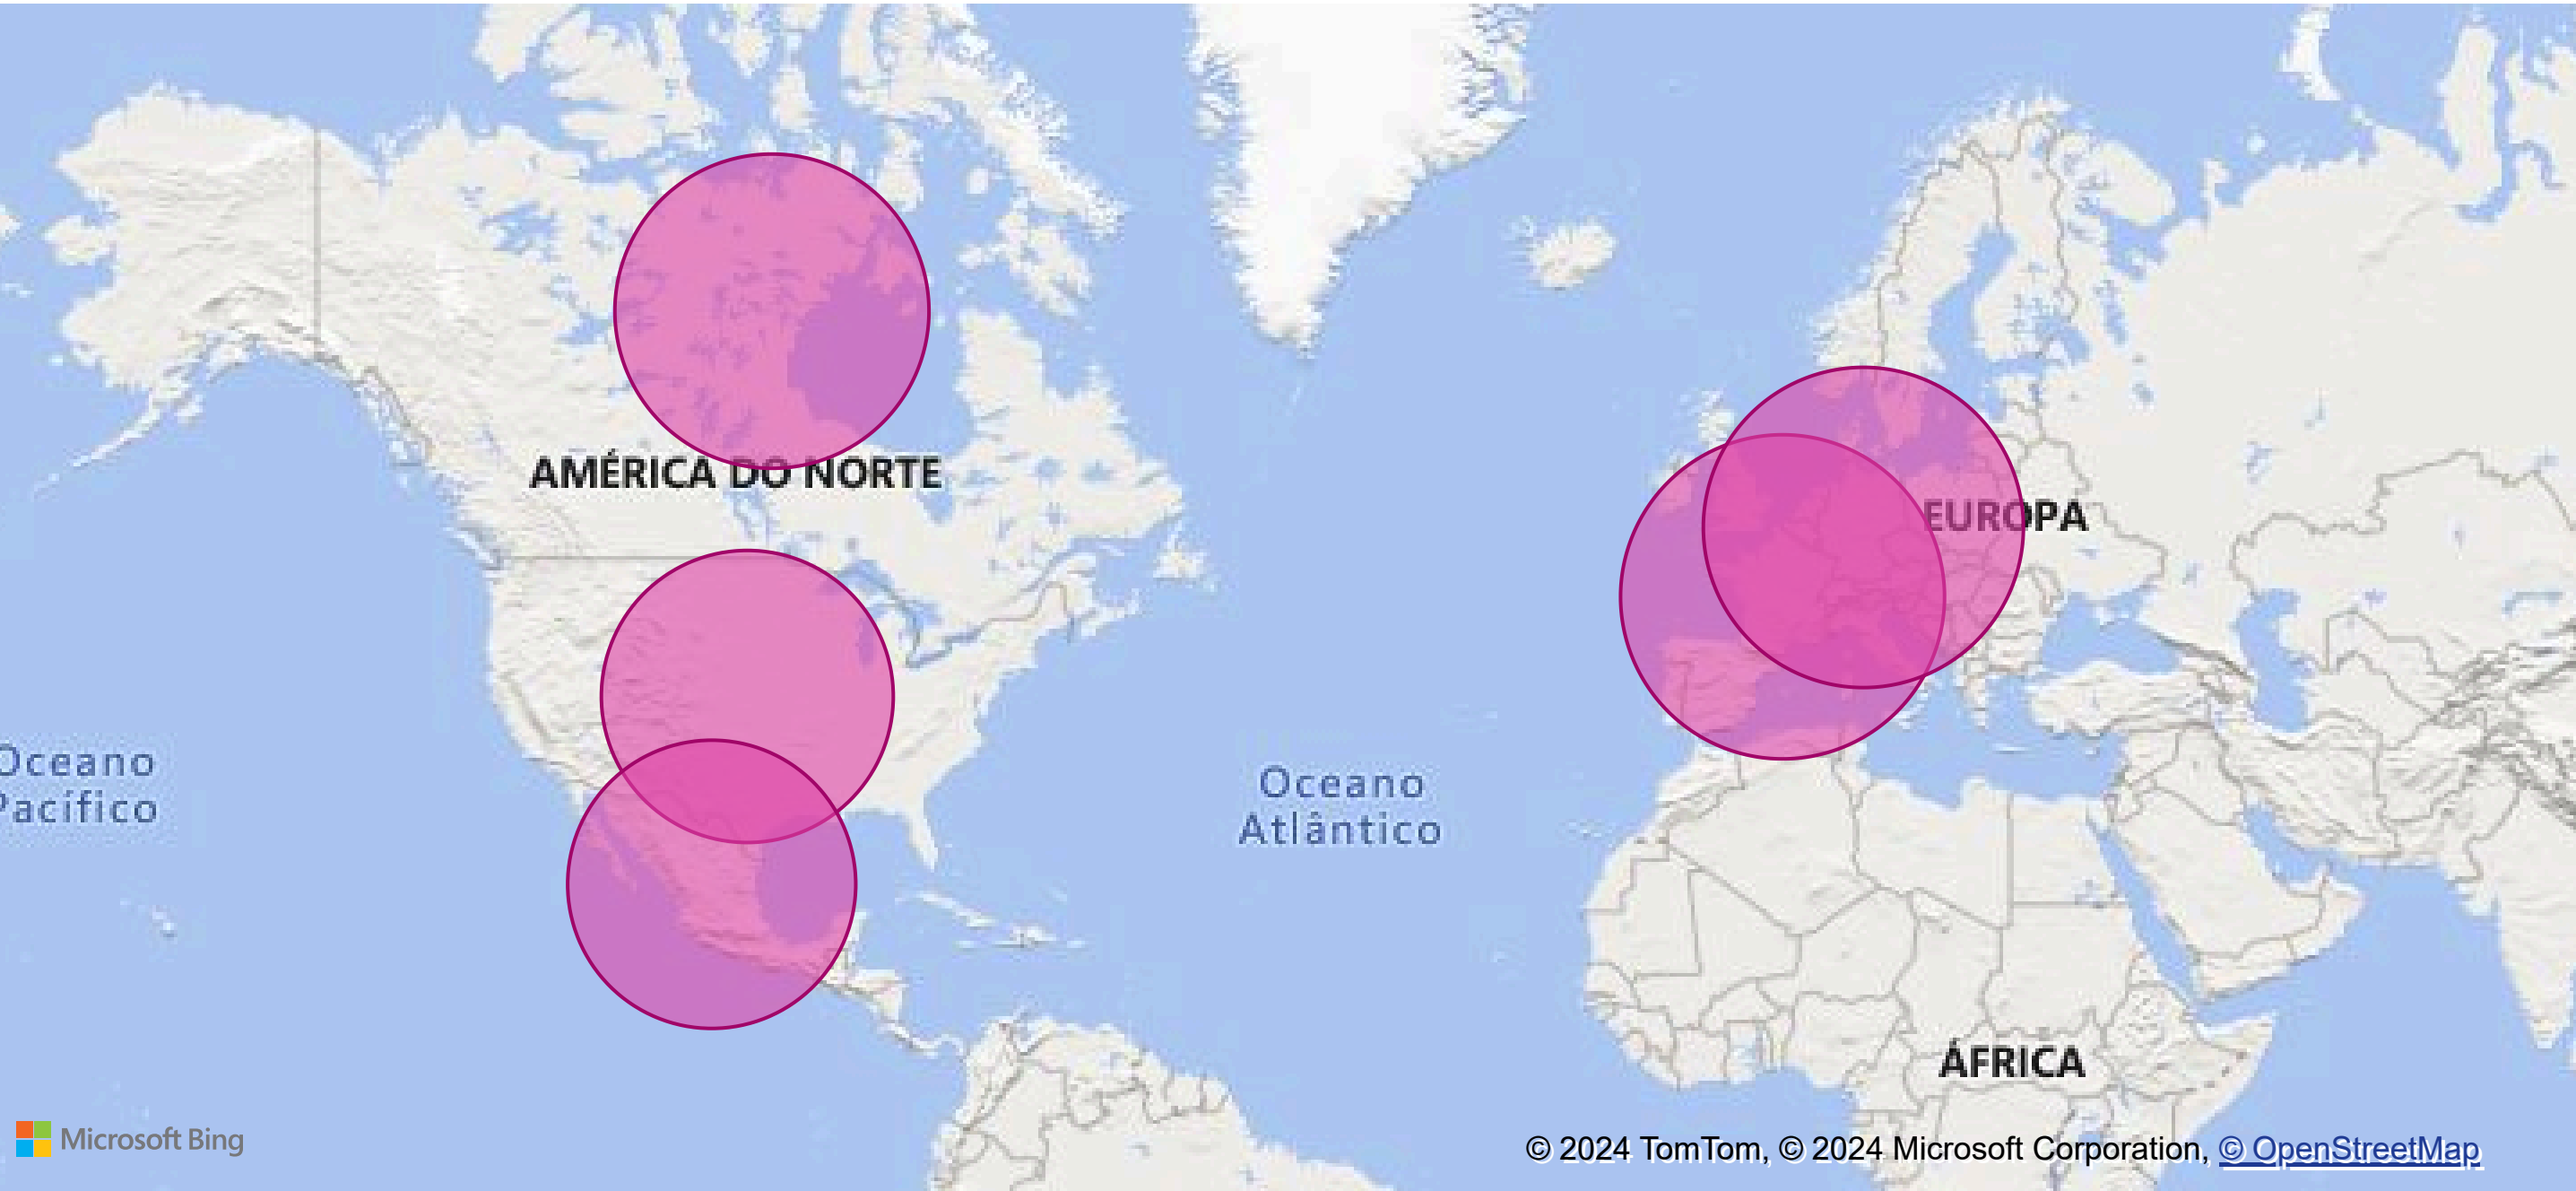 AMÉRICA DO NORTE
EUROPA
Oceano
Pacífico
Oceano
Atlântico
ÁFRICA
Microsoft Bing
© 2024 TomTom, © 2024 Microsoft Corporation, © OpenStreetMap